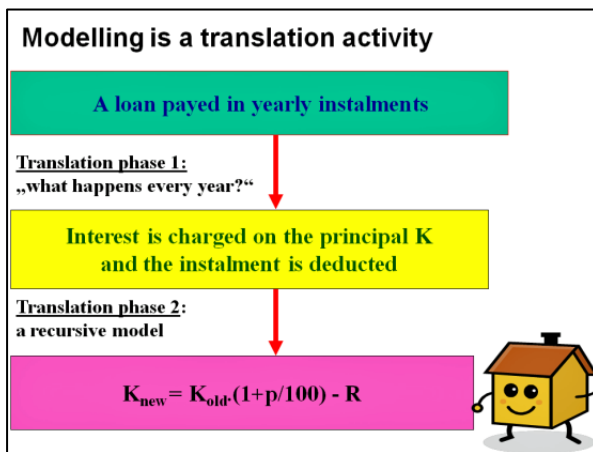 Modelling is a translation activity
A loan payed in yearly instalments
Translation phase 1:
„what happens every year?“
Interest is charged on the principal K
and the instalment is deducted
Translation phase 2:
a recursive model
Knew = Kold·(1+p/100) - R